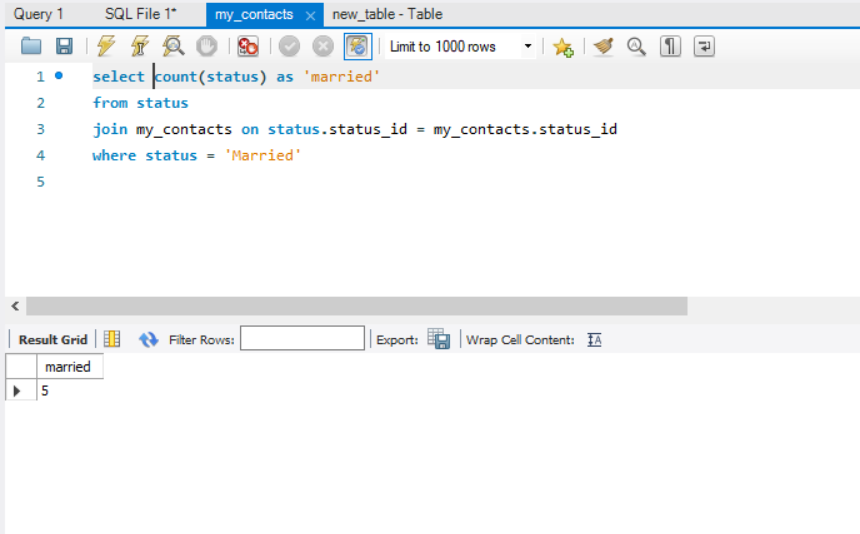 Query 1 SQL File 1* my_contacts × new_table - Table
Limit to 1000 rows
1 select count(status) as 'married'
2 from status
3 join my_contacts on status.status_id = my_contacts.status_id
4 where status = 'Married'
5
Result Grid Filter Rows: Export: Wrap Cell Content: IA
married
5